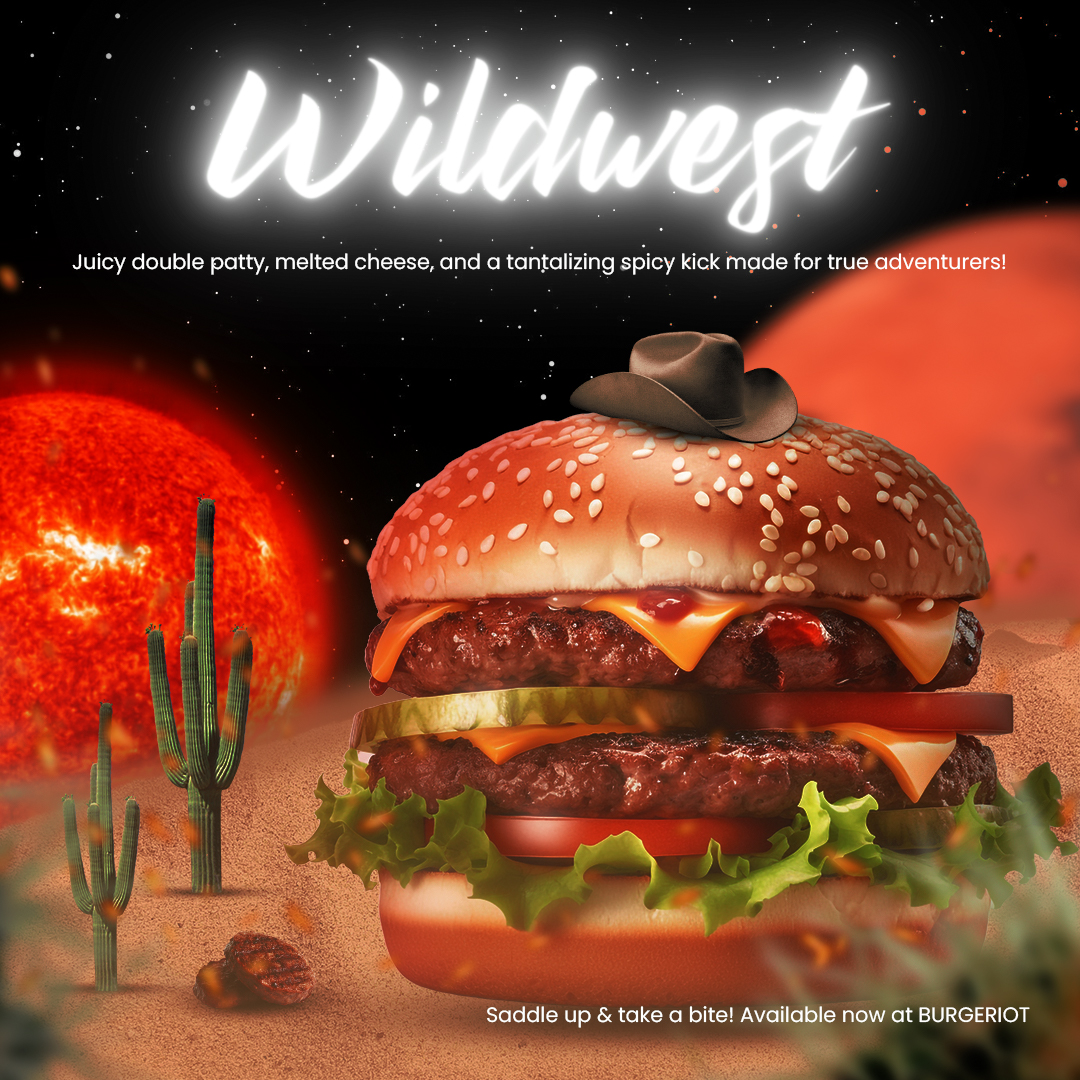 Wildwest
Juicy double patty, melted cheese, and a tantalizing spicy kick made for true adventurers!
Saddle up & take a bite! Available now at BURGERIOT